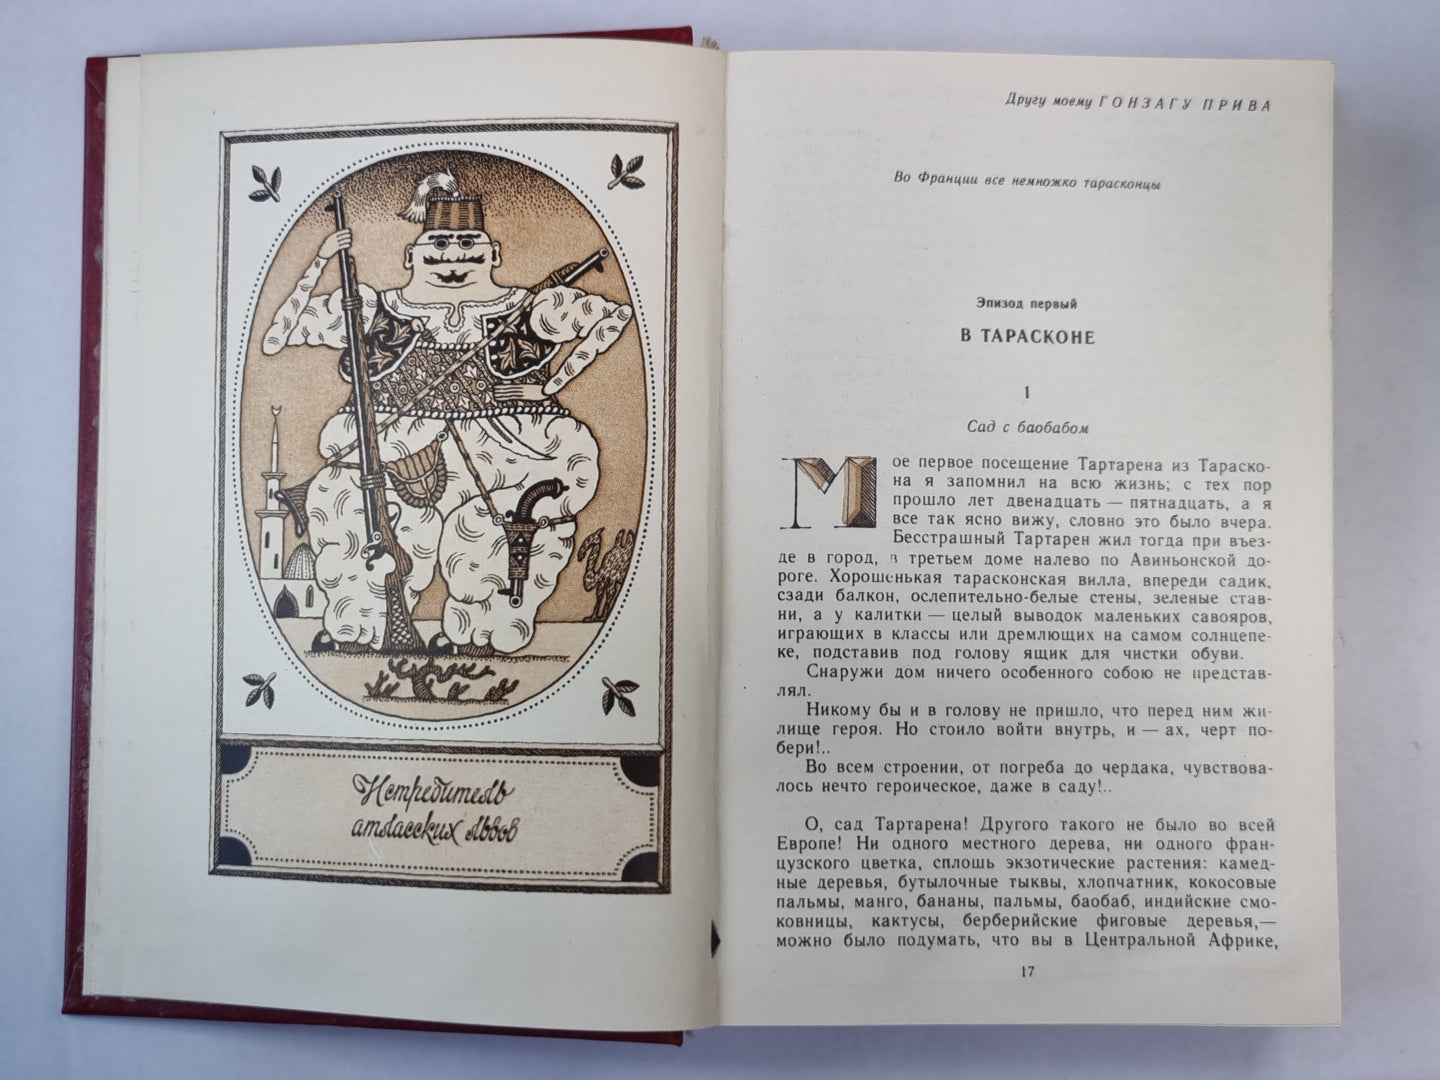 Истребитель
атласских львов
Другу моему ГОНЗАГУ ПРИВА
Во Франции все немножко тарасконцы
Эпизод первый
В ТАРАСКОНЕ
1
Сад с баобабом
Мое первое посещение Тартарена из Тараско-
на я запомнил на всю жизнь; с тех пор
прошло лет двенадцать — пятнадцать, а я
все так ясно вижу, словно это было вчера.
Бесстрашный Тартарен жил тогда при въез-
де в город, в третьем доме налево по Авиньонской до-
роге. Хорошенькая тарасконская вилла, впереди садик,
сзади балкон, ослепительно-белые стены, зеленые став-
ни, а у калитки — целый выводок маленьких савояров,
играющих в классы или дремлющих на самом солнцепе-
ке, подставив под голову ящик для чистки обуви.
Снаружи дом ничего особенного собою не представ-
лял.
Никому бы и в голову не пришло, что перед ним жи-
лище героя. Но стоило войти внутрь, и — ах, черт по-
бери!..
Во всем строении, от погреба до чердака, чувствова-
лось нечто героическое, даже в саду!..
О, сад Тартарена! Другого такого не было во всей
Европе! Ни одного местного дерева, ни одного фран-
цузского цветка, сплошь экзотические растения: камед-
ные деревья, бутылочные тыквы, хлопчатник, кокосовые
пальмы, манго, бананы, пальмы, баобаб, индийские смо-
ковницы, кактусы, берберийские фиговые деревья,—
можно было подумать, что вы в Центральной Африке,
17